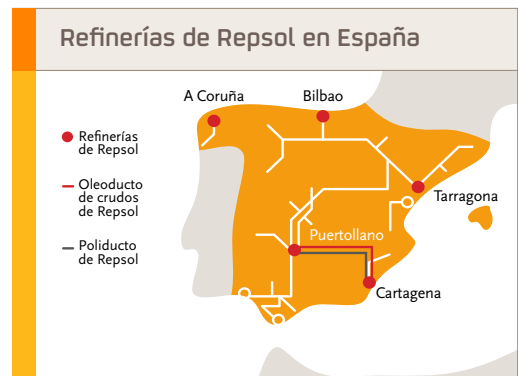 Refinerías de Repsol en España
A Coruña
Bilbao
Refinerías
de Repsol
Oleoducto
de crudos
de Repsol
Poliducto
de Repsol
Tarragona
Puertollano
Cartagena